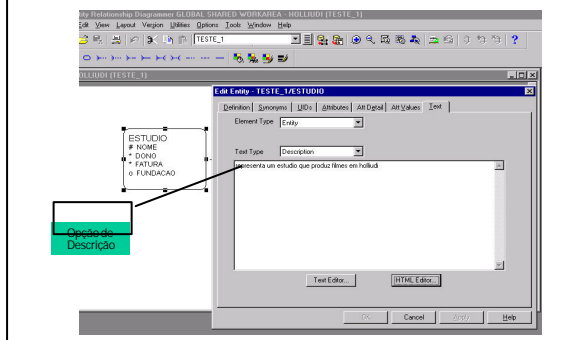 Entity Relationship Diagrammer GLOBAL SHARED WORKAREA - HOLLIUDI (TESTE_1)
Edit View Layout Version Utilities Options Tools Window Help
TESTE_1
HOLLIUDI (TESTE_1)
Edit Entity - TESTE_1/ESTUDIO
Definition Synonyms UIDs Attributes Att Detail Att Values Text
Element Type Entity
Text Type Description
representa um estudio que produz filmes em holliudi
ESTUDIO
# NOME
* DONO
* FATURA
o FUNDACAO
Opção de
Descrição
Text Editor... HTML Editor...
OK Cancel Apply Help